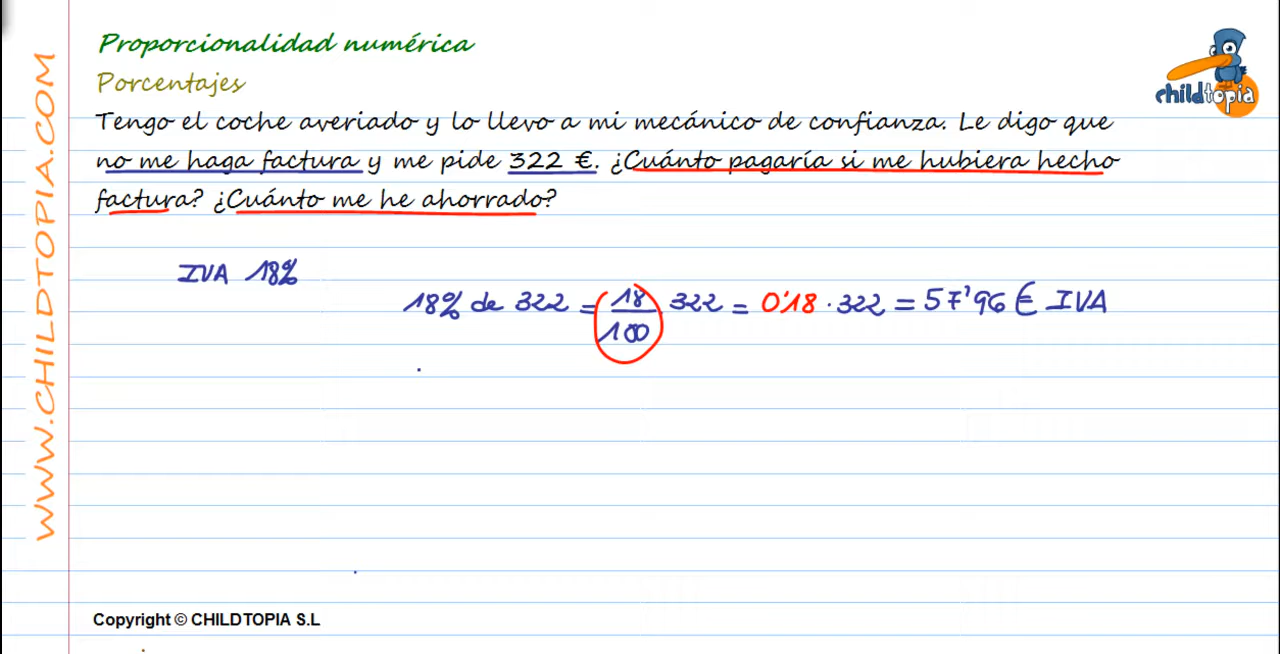 Proporcionalidad numérica
childtopia
Porcentajes
Tengo el coche averiado y lo llevo a mi mecánico de confianza. Le digo que
no me haga factura y me pide 322 €. ¿Cuánto pagaría si me hubiera hecho
factura? ¿Cuánto me he ahorrado?
IVA 18%
18% de 322 = 18/100 322 = 0'18 · 322 = 57'96 € IVA
WWW.CHILDTOPIA.COM
Copyright © CHILDTOPIA S.L